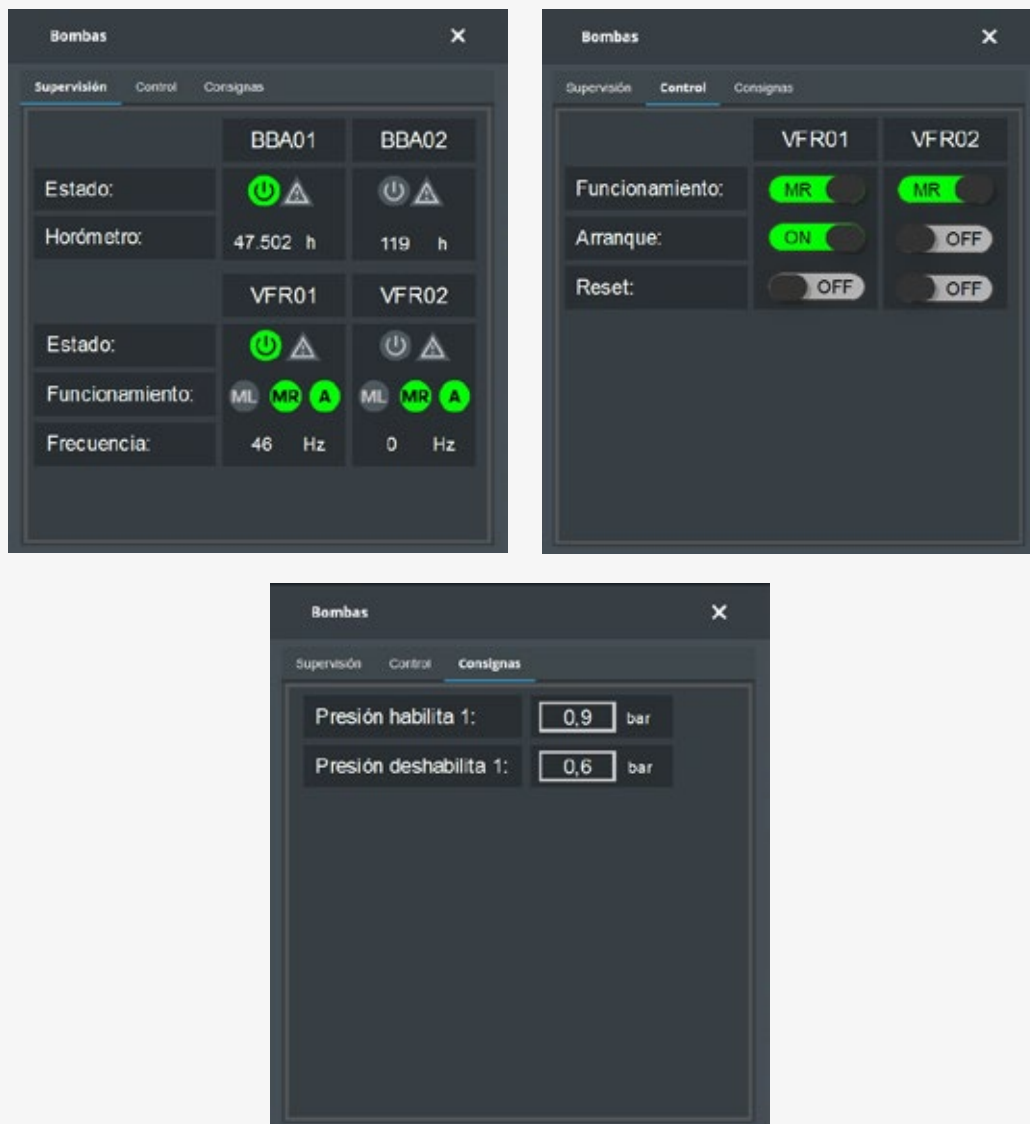 Bombas
Supervisión Control Consignas
BBA01 BBA02
Estado:
Horómetro: 47.502 h 119 h
VFR01 VFR02
Estado:
Funcionamiento: ML MR A ML MR A
Frecuencia: 46 Hz 0 Hz
Bombas
Supervisión Control Consignas
VFR01 VFR02
Funcionamiento: MR MR
Arranque: ON OFF
Reset: OFF OFF
Bombas
Supervisión Control Consignas
Presión habilita 1: 0,9 bar
Presión deshabilita 1: 0,6 bar